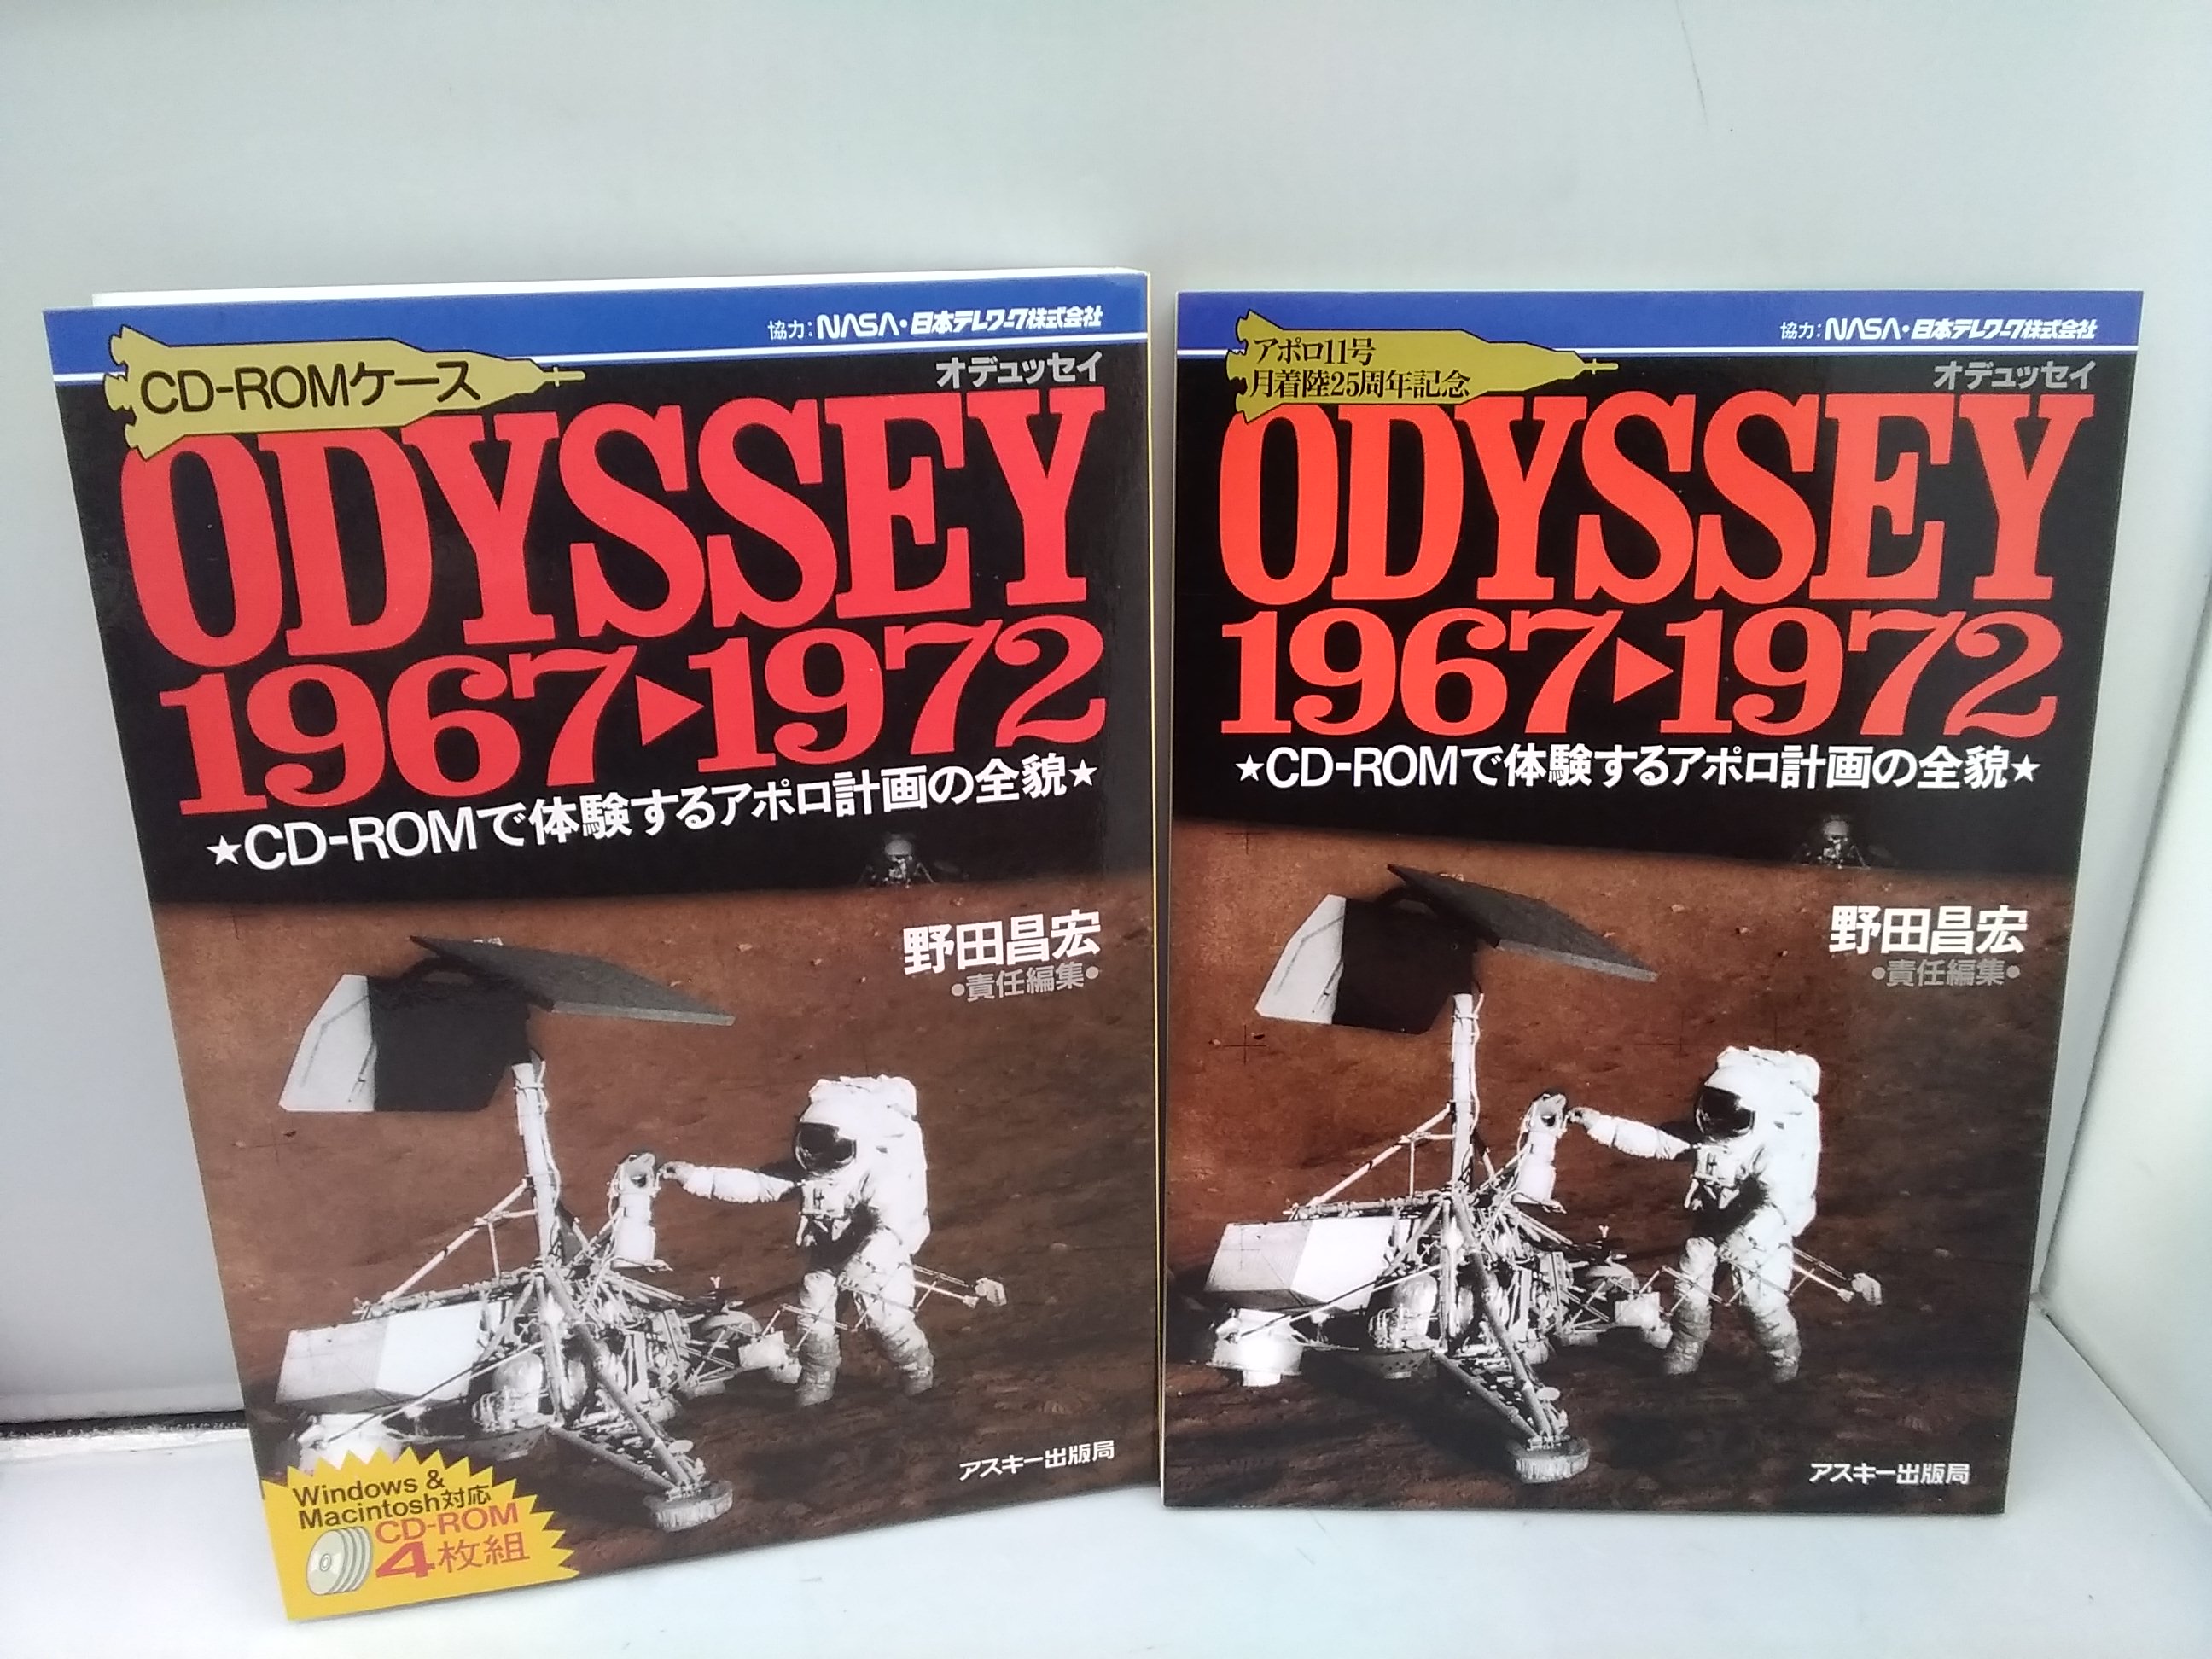 協力：NASA・日本テレワーク株式会社
CD-ROMケース
オデュッセイ
ODYSSEY
1967▶1972
★CD-ROMで体験するアポロ計画の全貌★
野田昌宏
•責任編集•
アスキー出版局
Windows &
Macintosh対応
CD-ROM
4枚組
協力：NASA・日本テレワーク株式会社
アポロ11号
月着陸25周年記念
オデュッセイ
ODYSSEY
1967▶1972
★CD-ROMで体験するアポロ計画の全貌★
野田昌宏
•責任編集•
アスキー出版局